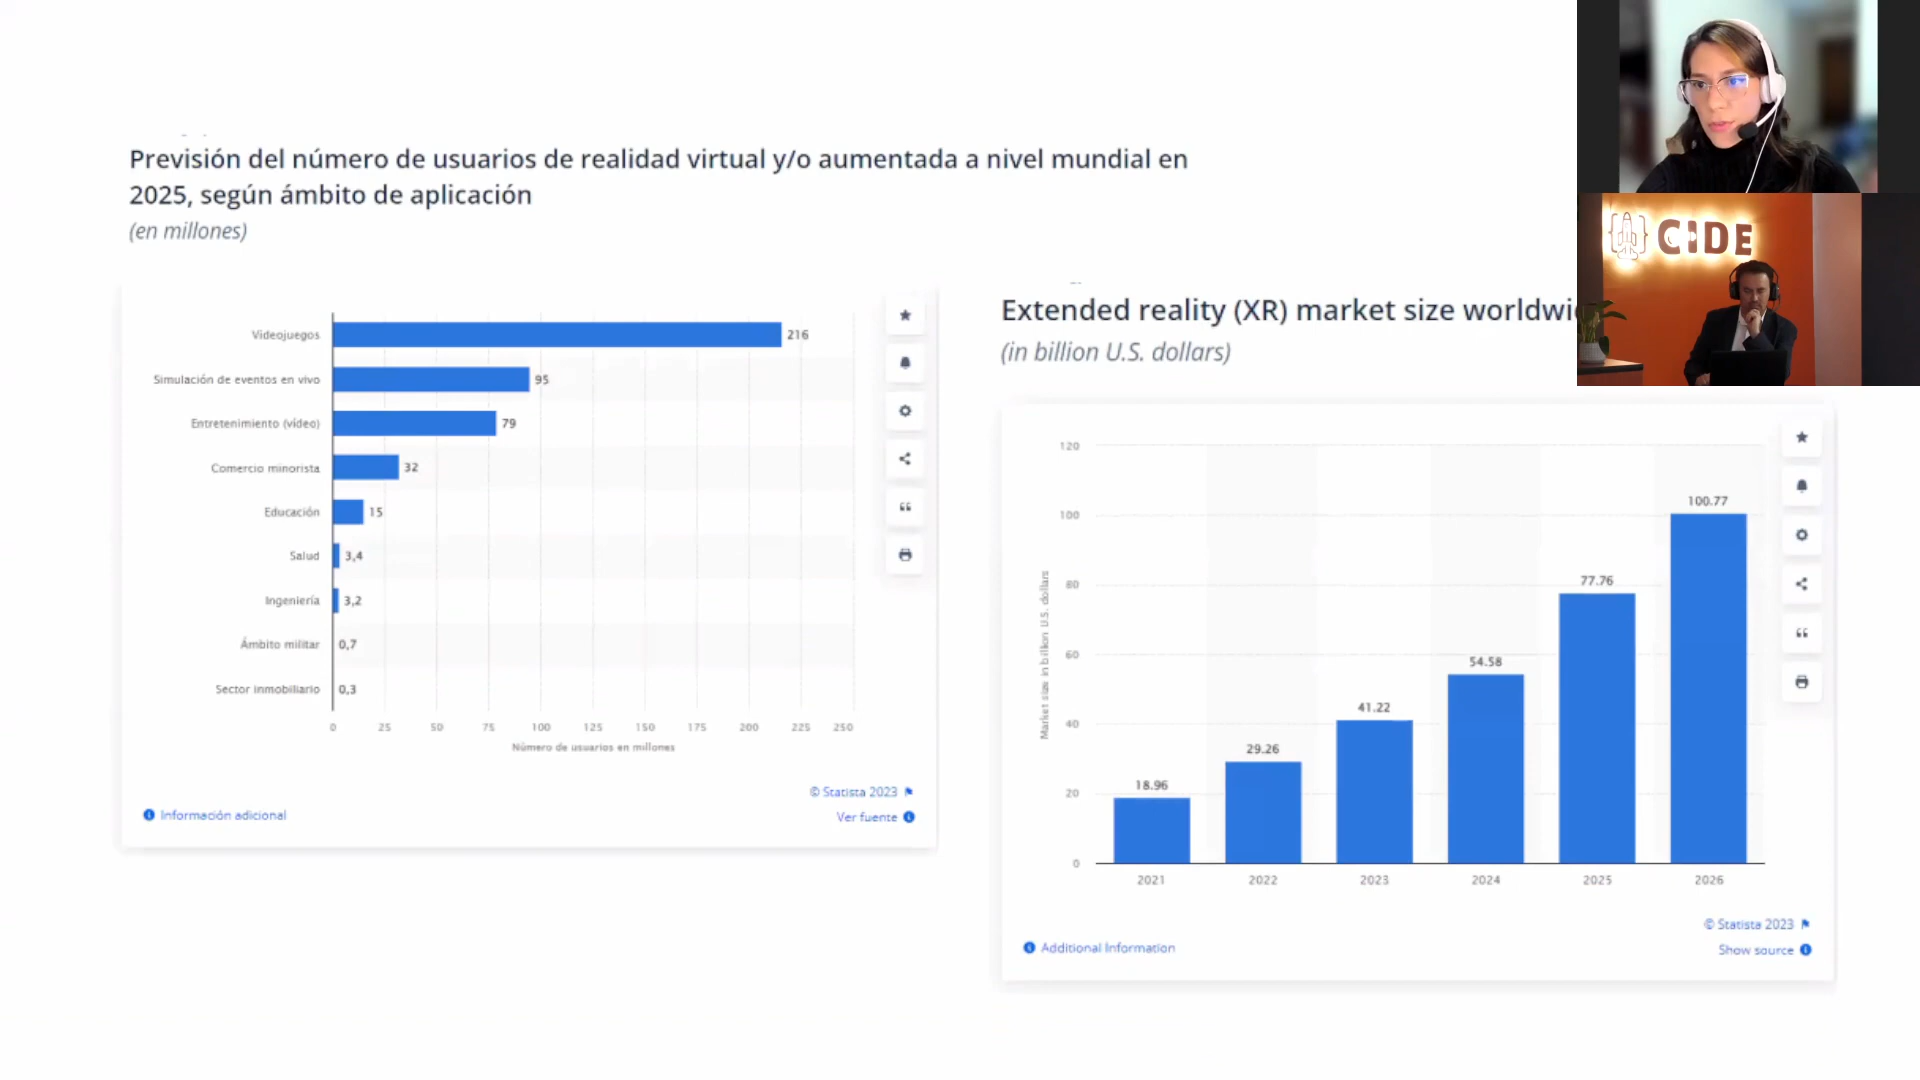 Previsión del número de usuarios de realidad virtual y/o aumentada a nivel mundial en
2025, según ámbito de aplicación
(en millones)
Videojuegos 216
Simulación de eventos en vivo 95
Entretenimiento (vídeo) 79
Comercio minorista 32
Educación 15
Salud 3,4
Ingeniería 3,2
Ámbito militar 0,7
Sector inmobiliario 0,3
0 25 50 75 100 125 150 175 200 225 250
Número de usuarios en millones
© Statista 2023
Información adicional
Ver fuente
CIDE
Extended reality (XR) market size
(in billion U.S. dollars)
Market size in billion U.S. dollars
120
100
80
60
40
20
0
18.96
29.26
41.22
54.58
77.76
100.77
2021 2022 2023 2024 2025 2026
© Statista 2023
Additional Information
Show source